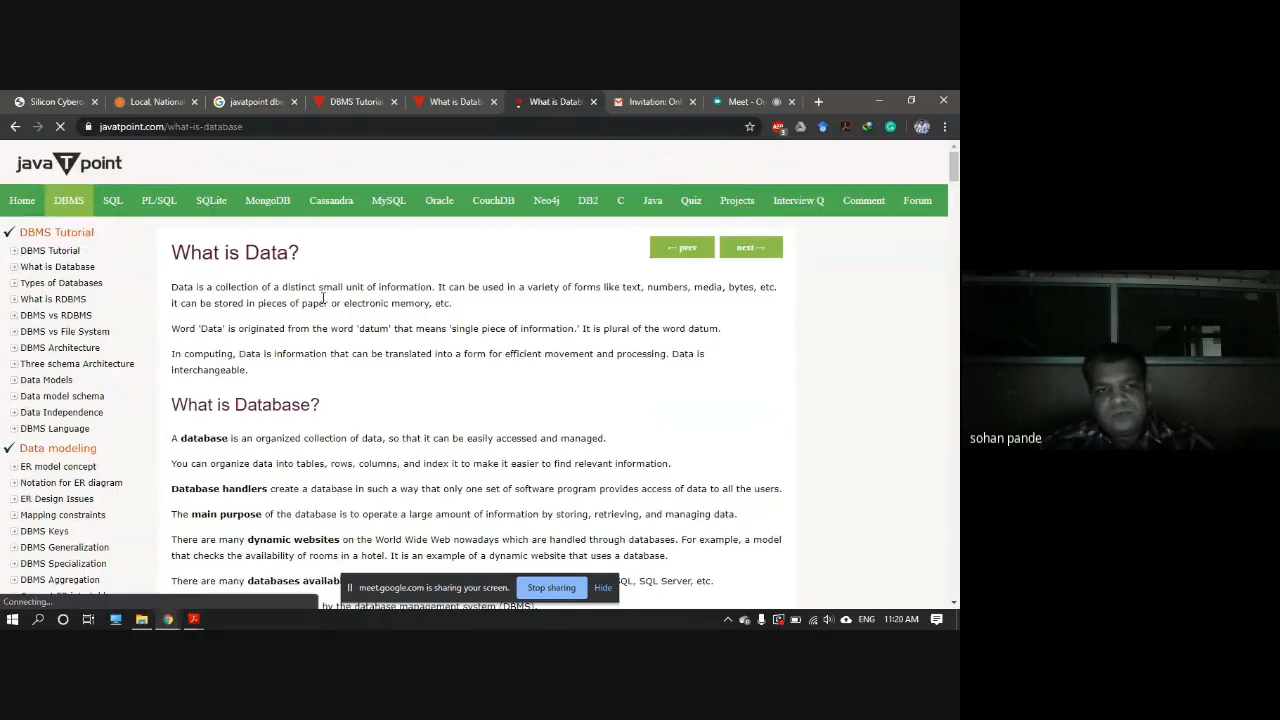 Silicon Cybero
Local, National
javatpoint dbm
DBMS Tutoria
What is Datab
What is Datab
Invitation: Onl
Meet - On
javatpoint.com/what-is-database
java T point
Home DBMS SQL PL/SQL SQLite MongoDB Cassandra MySQL Oracle CouchDB Neo4j DB2 C Java Quiz Projects Interview Q Comment Forum
DBMS Tutorial
DBMS Tutorial
What is Database
Types of Databases
What is RDBMS
DBMS vs RDBMS
DBMS vs File System
DBMS Architecture
Three schema Architecture
Data Models
Data model schema
Data Independence
DBMS Language
Data modeling
ER model concept
Notation for ER diagram
ER Design Issues
Mapping constraints
DBMS Keys
DBMS Generalization
DBMS Specialization
DBMS Aggregation
What is Data?
← prev next →
Data is a collection of a distinct small unit of information. It can be used in a variety of forms like text, numbers, media, bytes, etc.
it can be stored in pieces of paper or electronic memory, etc.
Word 'Data' is originated from the word 'datum' that means 'single piece of information.' It is plural of the word datum.
In computing, Data is information that can be translated into a form for efficient movement and processing. Data is
interchangeable.
What is Database?
A database is an organized collection of data, so that it can be easily accessed and managed.
You can organize data into tables, rows, columns, and index it to make it easier to find relevant information.
Database handlers create a database in such a way that only one set of software program provides access of data to all the users.
The main purpose of the database is to operate a large amount of information by storing, retrieving, and managing data.
There are many dynamic websites on the World Wide Web nowadays which are handled through databases. For example, a model
that checks the availability of rooms in a hotel. It is an example of a dynamic website that uses a database.
There are many databases availab QL, SQL Server, etc.
by the database management system (DBMS).
meet.google.com is sharing your screen. Stop sharing Hide
Connecting...
ENG 11:20 AM
sohan pande